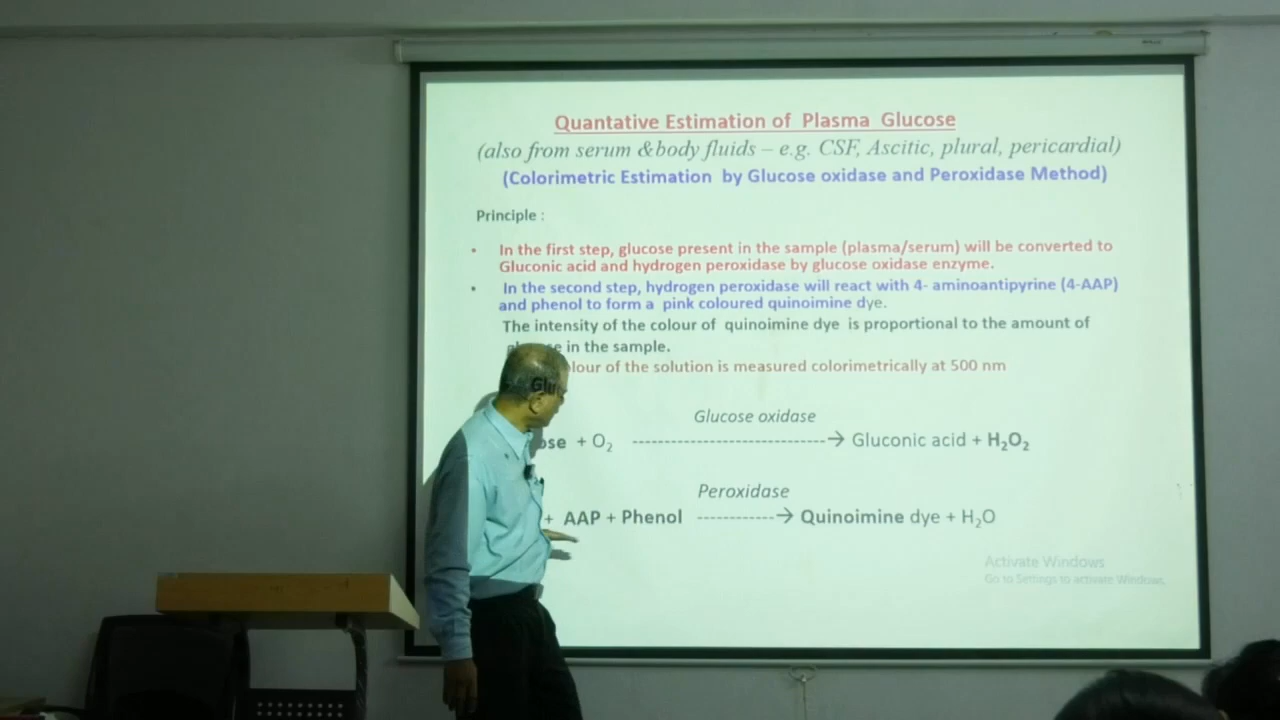 Quantative Estimation of Plasma Glucose
(also from serum &body fluids – e.g. CSF, Ascitic, plural, pericardial)
(Colorimetric Estimation by Glucose oxidase and Peroxidase Method)
Principle :
• In the first step, glucose present in the sample (plasma/serum) will be converted to
Gluconic acid and hydrogen peroxidase by glucose oxidase enzyme.
• In the second step, hydrogen peroxidase will react with 4- aminoantipyrine (4-AAP)
and phenol to form a pink coloured quinoimine dye.
The intensity of the colour of quinoimine dye is proportional to the amount of
in the sample.
of the solution is measured colorimetrically at 500 nm
Glucose oxidase
+ O₂ ----------------------------→ Gluconic acid + H₂O₂
Peroxidase
+ AAP + Phenol ------------→ Quinoimine dye + H₂O
Activate Windows
Go to Settings to activate Windows.